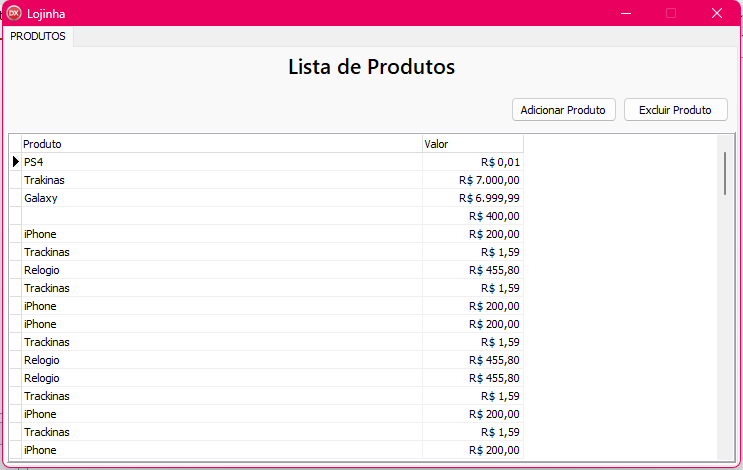 DX Lojinha
PRODUTOS
Lista de Produtos
Adicionar Produto Excluir Produto
Produto Valor
PS4 R$ 0,01
Trakinas R$ 7.000,00
Galaxy R$ 6.999,99
R$ 400,00
iPhone R$ 200,00
Trackinas R$ 1,59
Relogio R$ 455,80
Trackinas R$ 1,59
iPhone R$ 200,00
iPhone R$ 200,00
Trackinas R$ 1,59
Relogio R$ 455,80
Relogio R$ 455,80
Trackinas R$ 1,59
iPhone R$ 200,00
Trackinas R$ 1,59
iPhone R$ 200,00